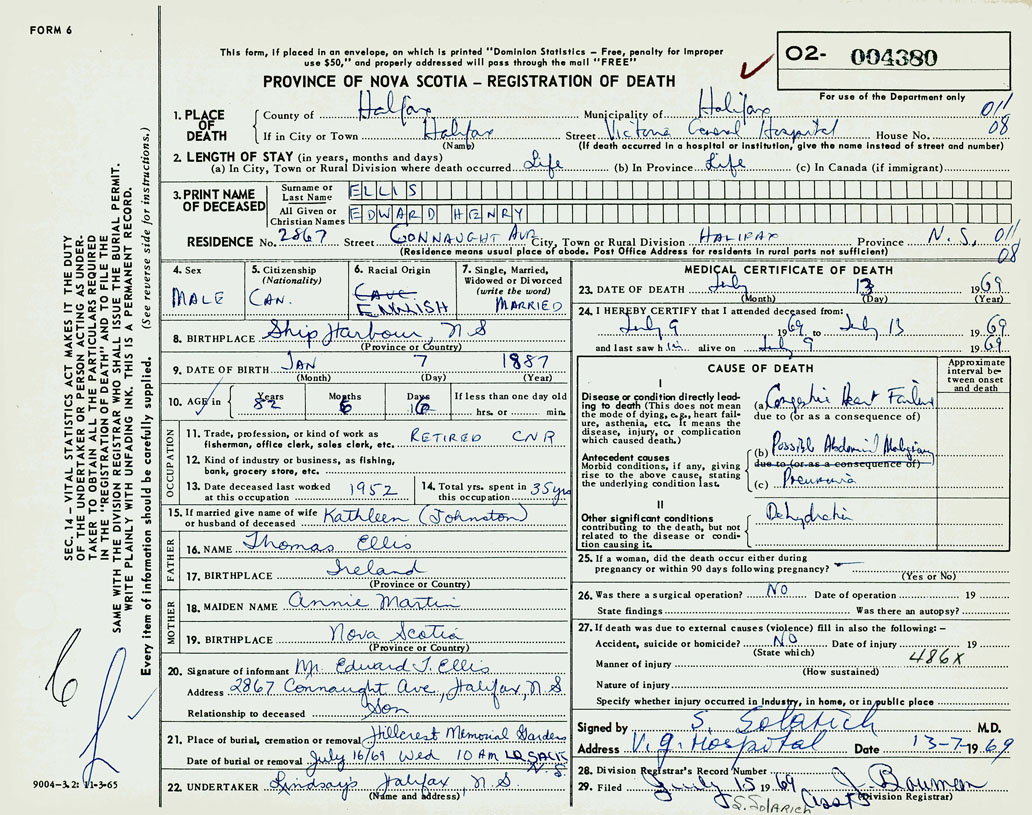 FORM 6
This form, if placed in an envelope, on which is printed "Dominion Statistics – Free, penalty for improper
use $50," and properly addressed will pass through the mail "FREE"
O2- 004380
For use of the Department only
PROVINCE OF NOVA SCOTIA – REGISTRATION OF DEATH
1. PLACE OF DEATH
County of Halifax Municipality of Halifax 011
If in City or Town Halifax Street Victoria General Hospital House No. 08
(Name) (If death occurred in a hospital or institution, give the name instead of street and number)
2. LENGTH OF STAY (in years, months and days)
(a) In City, Town or Rural Division where death occurred Life (b) In Province Life (c) In Canada (if immigrant)
3. PRINT NAME OF DECEASED
Surname or Last Name ELLIS
All Given or Christian Names EDWARD HENRY
RESIDENCE No. 2867 Street CONNAUGHT AVE City, Town or Rural Division HALIFAX Province N.S. 011
(Residence means usual place of abode. Post Office Address for residents in rural parts not sufficient) 08
4. Sex
MALE
5. Citizenship
(Nationality)
CAN.
6. Racial Origin
7. Single, Married,
Widowed or Divorced
(write the word)
MARRIED
8. BIRTHPLACE Ship Harbour, N S
(Province or Country)
9. DATE OF BIRTH JAN 7 1887
(Month) (Day) (Year)
10. AGE in Years Months Days If less than one day old
82 6 hrs. or min.
OCCUPATION
11. Trade, profession, or kind of work as
fisherman, office clerk, sales clerk, etc. RETIRED CNR
12. Kind of industry or business, as fishing,
bank, grocery store, etc.
13. Date deceased last worked
at this occupation 1952
14. Total yrs. spent in
this occupation 35 yrs
15. If married give name of wife
or husband of deceased Kathleen (Johnston)
FATHER
16. NAME Thomas Ellis
17. BIRTHPLACE Ireland
(Province or Country)
MOTHER
18. MAIDEN NAME Annie Martin
19. BIRTHPLACE Nova Scotia
(Province or Country)
20. Signature of informant Mr. Edward J. Ellis
Address 2867 Connaught Ave., Halifax, N S
Relationship to deceased Son
21. Place of burial, cremation or removal Hillcrest Memorial Gardens
Date of burial or removal July 16/69 Wed 10 AM N.S.
22. UNDERTAKER Lindsay's Halifax, N.S.
(Name and address)
MEDICAL CERTIFICATE OF DEATH
23. DATE OF DEATH July 13 1969
(Month) (Day) (Year)
24. I HEREBY CERTIFY that I attended deceased from:
July 9 1969 to July 13 1969
and last saw him alive on July 9 1969
CAUSE OF DEATH
Approximate interval between onset and death
I
Disease or condition directly leading to death (This does not
mean the mode of dying, e.g., heart failure, asthenia, etc. It means the
disease, injury, or complication
which caused death.)
(a) Congestive Heart Failure
due to (or as a consequence of)
Antecedent causes
Morbid conditions, if any, giving
rise to the above cause, stating
the underlying condition last.
(b) Possible Abdominal Malignancy
due to (or as a consequence of)
(c) Pneumonia
II
Other significant conditions
contributing to the death, but not
related to the disease or condition
causing it.
Dehydration
25. If a woman, did the death occur either during
pregnancy or within 90 days following pregnancy? –
(Yes or No)
26. Was there a surgical operation? NO Date of operation 19
State findings Was there an autopsy?
27. If death was due to external causes (violence) fill in also the following: –
Accident, suicide or homicide? NO Date of injury 19
(State which) 486X
Manner of injury
(How sustained)
Nature of injury
Specify whether injury occurred in industry, in home, or in public place
Signed by S. Solarich M.D.
Address V.G. Hospital Date 13-7-1969
28. Division Registrar's Record Number
29. Filed July 15 1969 J. Bauman
(Division Registrar)
S. SOLARICH Asst
SEC. 14 – VITAL STATISTICS ACT MAKES IT THE DUTY
OF THE UNDERTAKER OR PERSON ACTING AS UNDERTAKER
TO OBTAIN ALL THE PARTICULARS REQUIRED
IN THE "REGISTRATION OF DEATH" AND TO FILE THE
SAME WITH THE DIVISION REGISTRAR WHO SHALL ISSUE THE BURIAL PERMIT.
WRITE PLAINLY WITH UNFADING INK. THIS IS A PERMANENT RECORD.
Every item of information should be carefully supplied. (See reverse side for instructions.)
9004-3.2: 11-3-65